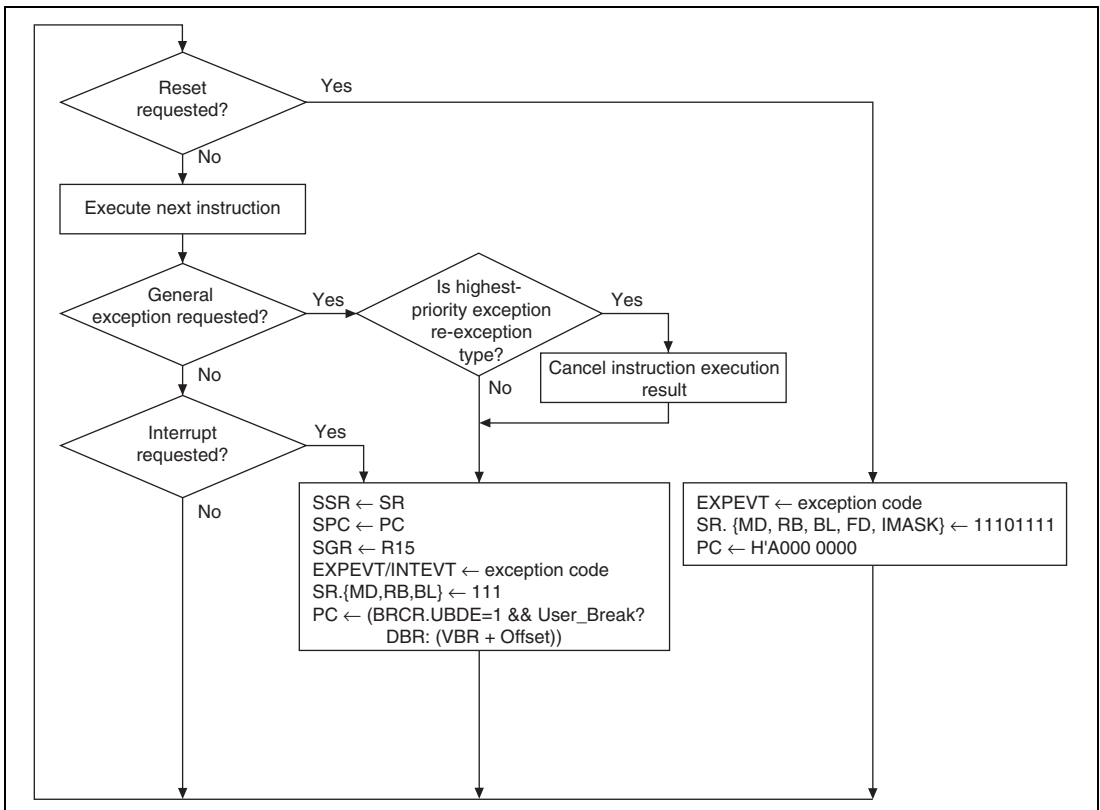 Reset
requested?
Yes
No
Execute next instruction
General
exception requested?
Yes
No
Is highest-
priority exception
re-exception
type?
Yes
No
Cancel instruction execution
result
Interrupt
requested?
Yes
No
SSR ← SR
SPC ← PC
SGR ← R15
EXPEVT/INTEVT ← exception code
SR.{MD,RB,BL} ← 111
PC ← (BRCR.UBDE=1 && User_Break?
DBR: (VBR + Offset))
EXPEVT ← exception code
SR. {MD, RB, BL, FD, IMASK} ← 11101111
PC ← H'A000 0000